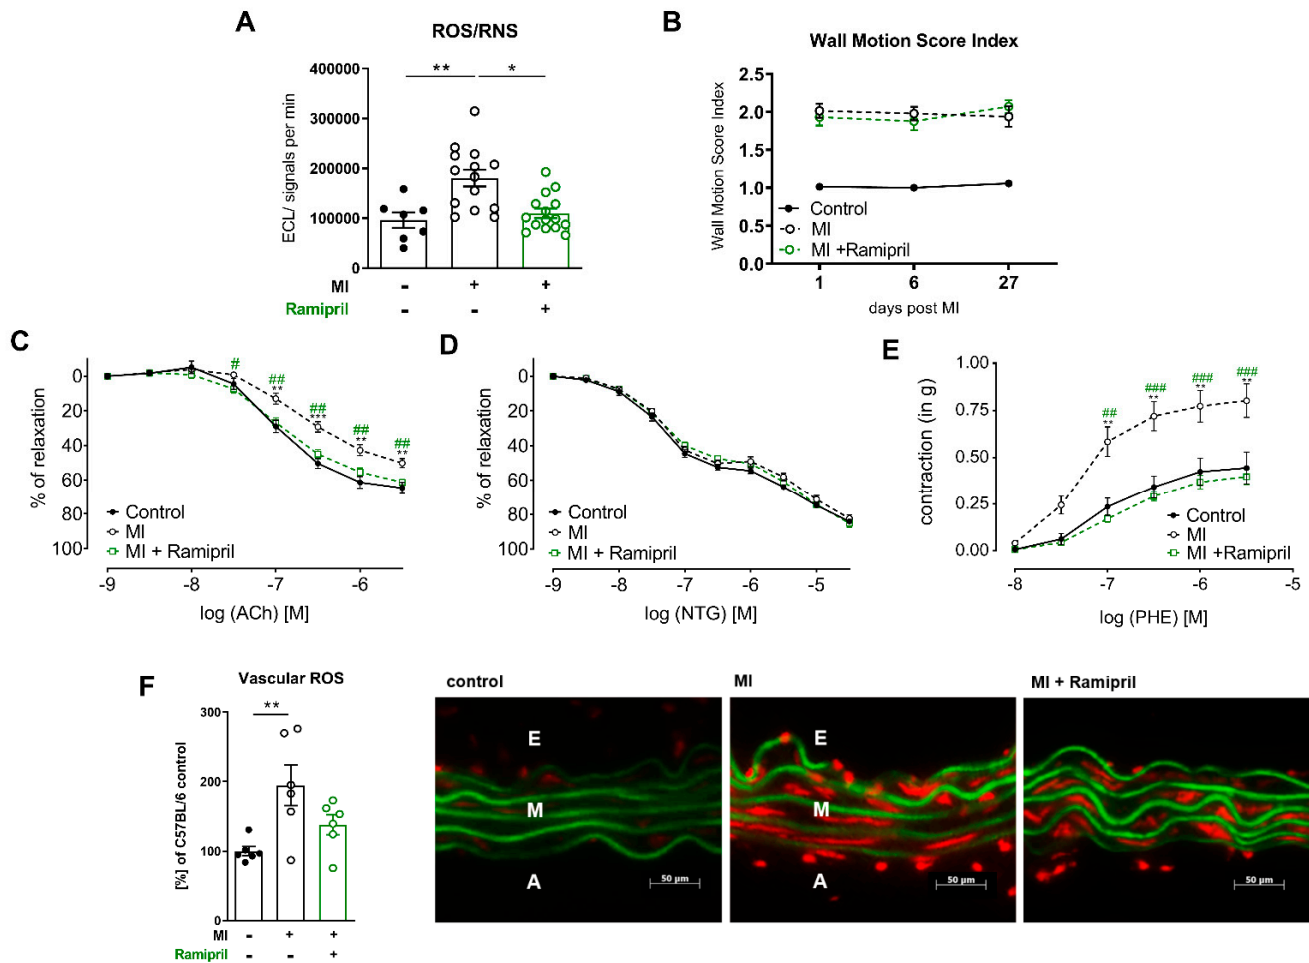 A
ROS/RNS
ECL/ signals per min
400000
300000
200000
100000
0
**
*
MI - + +
Ramipril - - +
B
Wall Motion Score Index
Wall Motion Score Index
2.5
2.0
1.5
1.0
0.5
0.0
Control
MI
MI +Ramipril
1 6 27
days post MI
C
% of relaxation
0
20
40
60
80
100
#
##
**
##
***
##
**
##
**
Control
MI
MI + Ramipril
-9 -8 -7 -6
log (ACh) [M]
D
% of relaxation
0
20
40
60
80
100
Control
MI
MI + Ramipril
-9 -8 -7 -6 -5
log (NTG) [M]
E
contraction (in g)
1.00
0.75
0.50
0.25
0.00
##
**
###
**
###
**
###
**
Control
MI
MI +Ramipril
-8 -7 -6 -5
log (PHE) [M]
F
Vascular ROS
[%] of C57BL/6 control
300
200
100
0
**
MI - + +
Ramipril - - +
control
E
M
A
50 µm
MI
E
M
A
50 µm
MI + Ramipril
50 µm